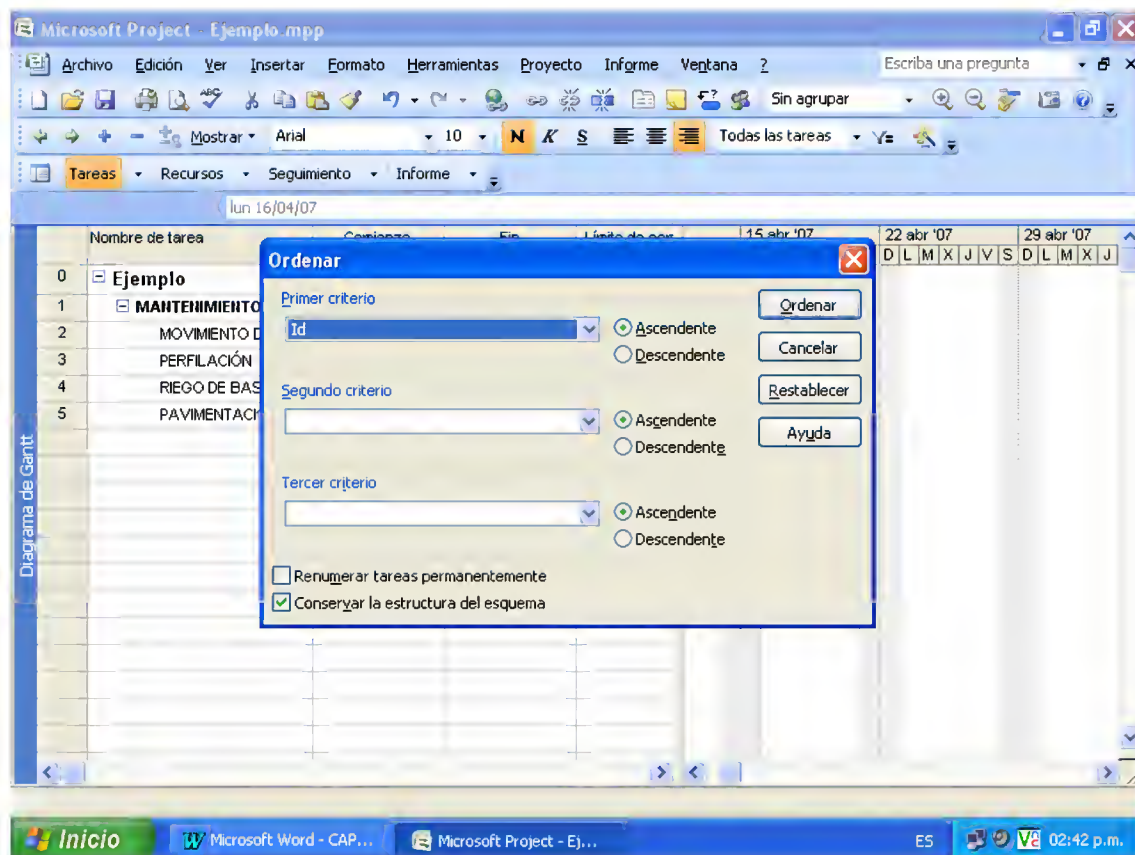 Microsoft Project - Ejemplo.mpp
Archivo Edición Ver Insertar Formato Herramientas Proyecto Informe Ventana ? Escriba una pregunta
Sin agrupar
Mostrar Arial 10 N K S Todas las tareas
Tareas Recursos Seguimiento Informe
lun 16/04/07
Nombre de tarea Comienzo Fin Límite de 15 abr '07 22 abr '07 29 abr '07
D L M X J V S D L M X J
0 Ejemplo
1 MANTENIMIENTO
2 MOVIMIENTO D
3 PERFILACIÓN
4 RIEGO DE BAS
5 PAVIMENTACI
Diagrama de Gantt
Ordenar
Primer criterio
Id
Ascendente
Descendente
Segundo criterio
Ascendente
Descendente
Tercer criterio
Ascendente
Descendente
Renumerar tareas permanentemente
Conservar la estructura del esquema
Ordenar
Cancelar
Restablecer
Ayuda
Inicio Microsoft Word - CAP... Microsoft Project - Ej... ES 02:42 p.m.